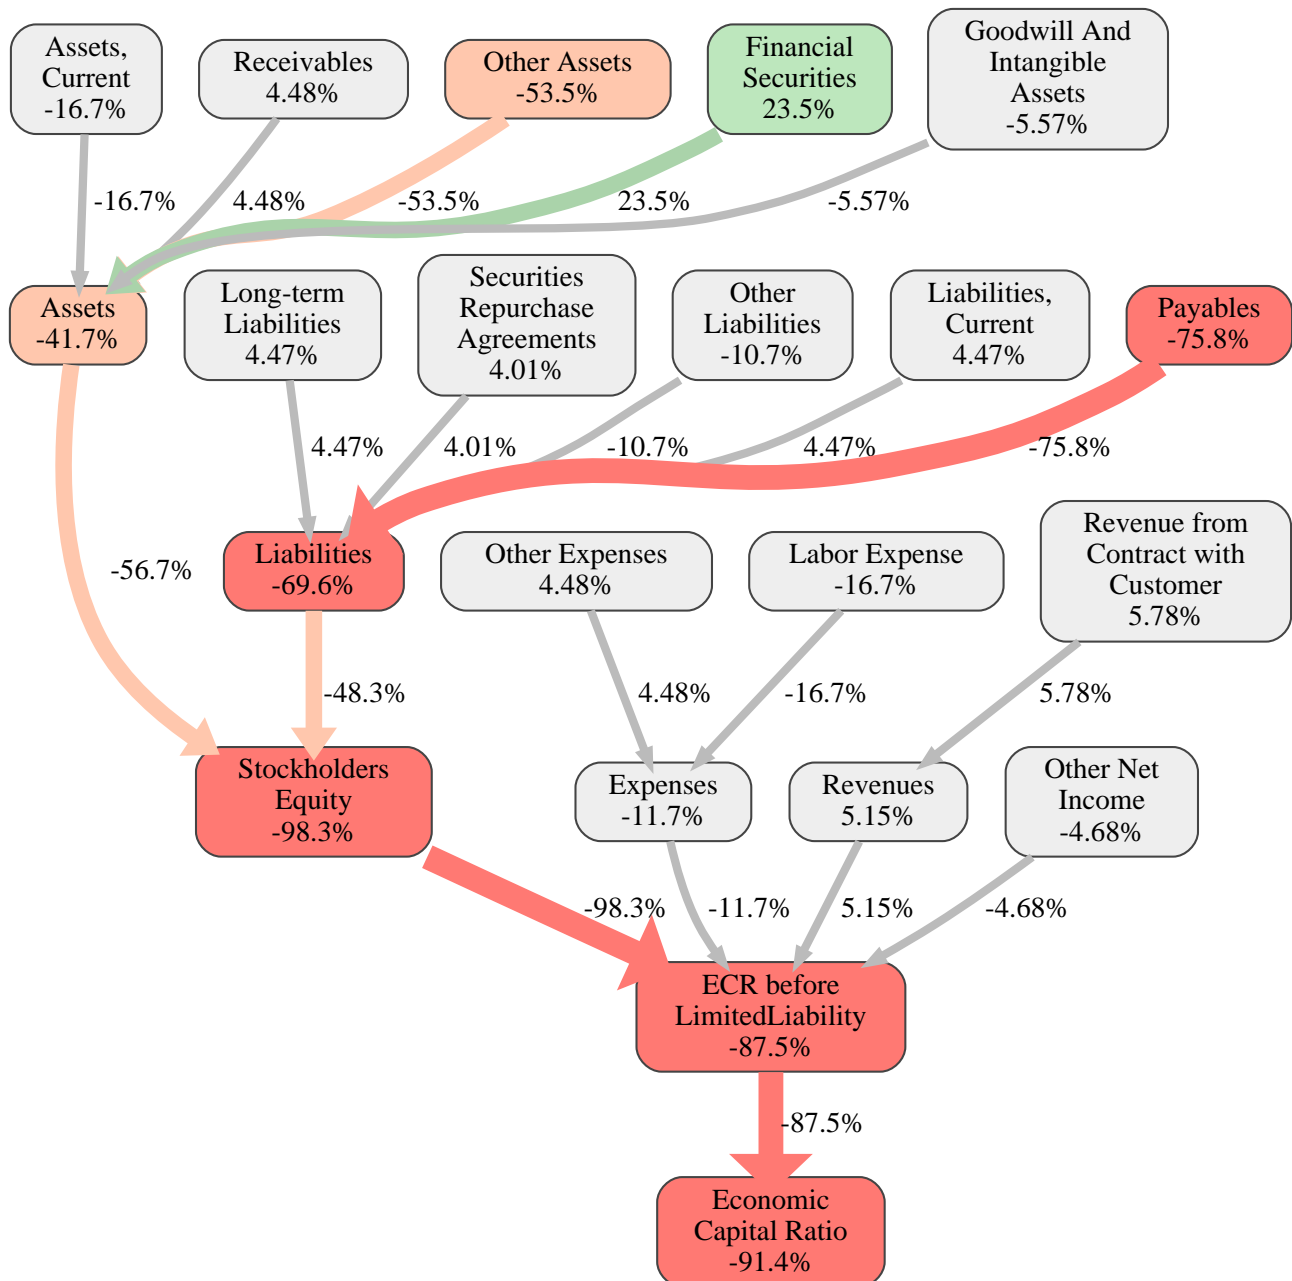 Assets,
Current
-16.7%
Receivables
4.48%
Other Assets
-53.5%
Financial
Securities
23.5%
Goodwill And
Intangible
Assets
-5.57%
-16.7%
4.48%
-53.5%
23.5%
-5.57%
Assets
-41.7%
Long-term
Liabilities
4.47%
Securities
Repurchase
Agreements
4.01%
Other
Liabilities
-10.7%
Liabilities,
Current
4.47%
Payables
-75.8%
4.47%
4.01%
-10.7%
4.47%
-75.8%
-56.7%
Liabilities
-69.6%
Other Expenses
4.48%
Labor Expense
-16.7%
Revenue from
Contract with
Customer
5.78%
-48.3%
4.48%
-16.7%
5.78%
Stockholders
Equity
-98.3%
Expenses
-11.7%
Revenues
5.15%
Other Net
Income
-4.68%
-98.3%
-11.7%
5.15%
-4.68%
ECR before
LimitedLiability
-87.5%
-87.5%
Economic
Capital Ratio
-91.4%